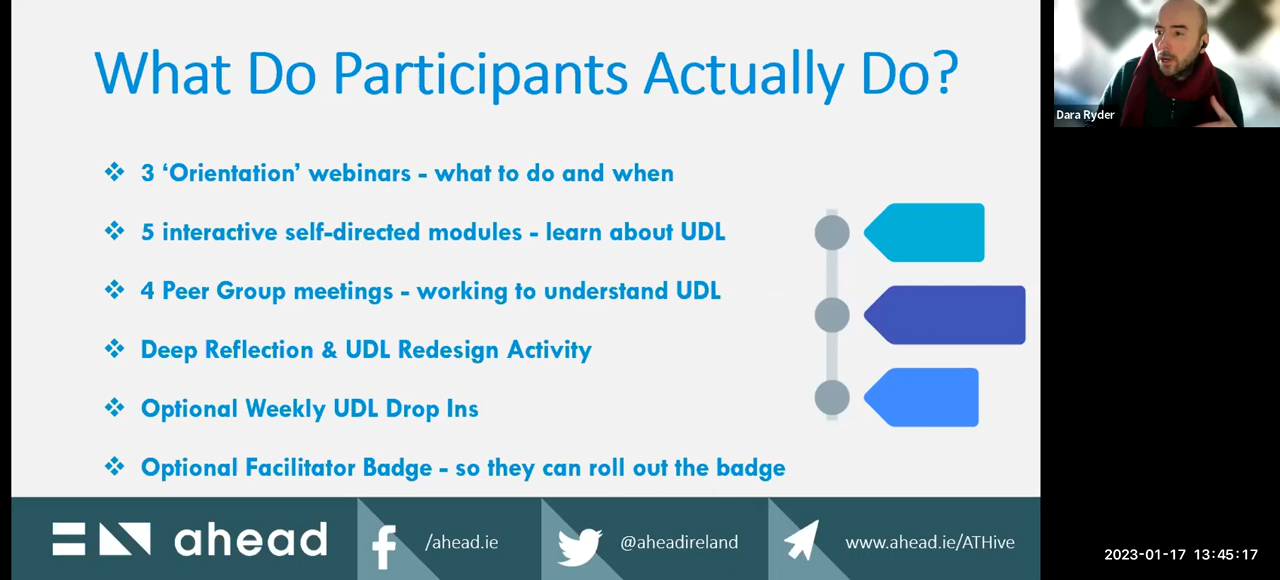 What Do Participants Actually Do?
Dara Ryder
❖ 3 ‘Orientation’ webinars - what to do and when
❖ 5 interactive self-directed modules - learn about UDL
❖ 4 Peer Group meetings - working to understand UDL
❖ Deep Reflection & UDL Redesign Activity
❖ Optional Weekly UDL Drop Ins
❖ Optional Facilitator Badge - so they can roll out the badge
ahead
/ahead.ie
@aheadireland
www.ahead.ie/ATHive
2023-01-17 13:45:17